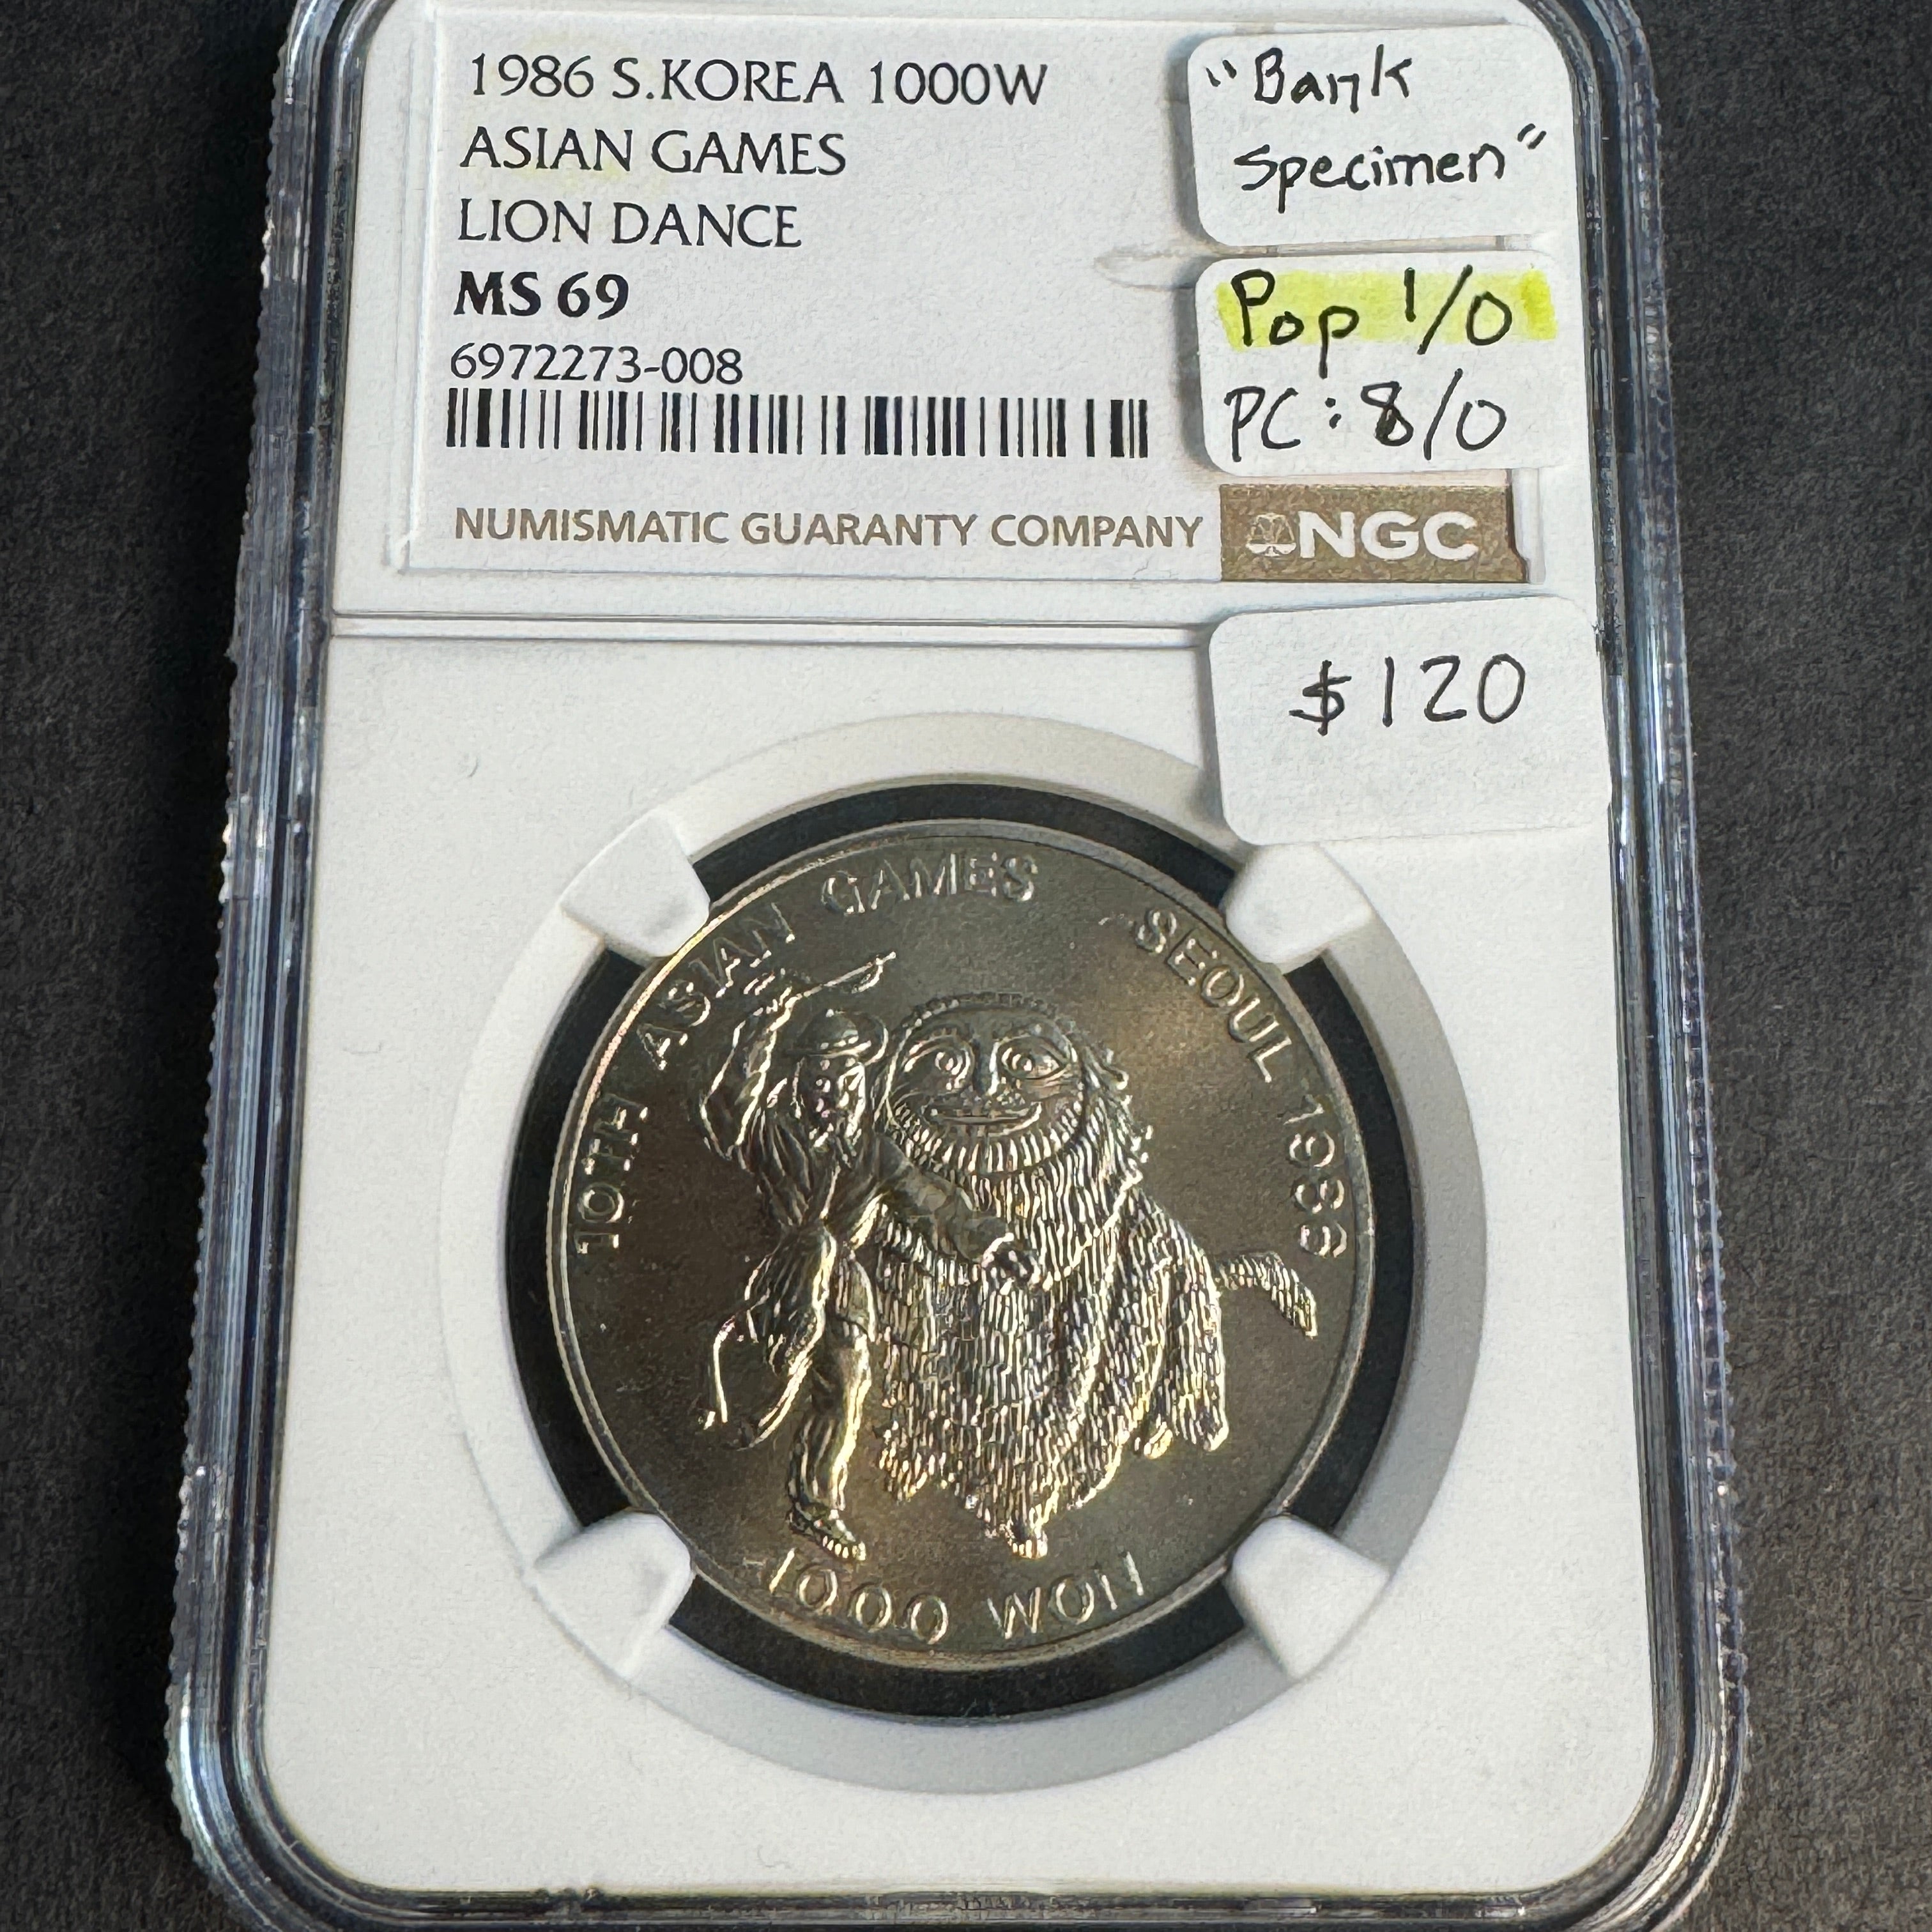 1986 S.KOREA 1000W
ASIAN GAMES
LION DANCE
MS 69
6972273-008
NUMISMATIC GUARANTY COMPANY
NGC
"Bank
Specimen"
Pop 1/0
PC: 8/0
$120
10TH ASIAN GAMES SEOUL 1986
1000 WON